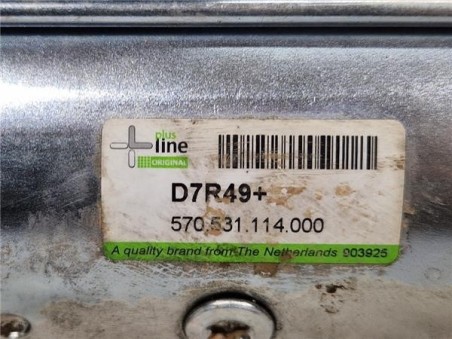 plus
line
ORIGINAL
D7R49+
570.531.114.000
A quality brand from The Netherlands 903925